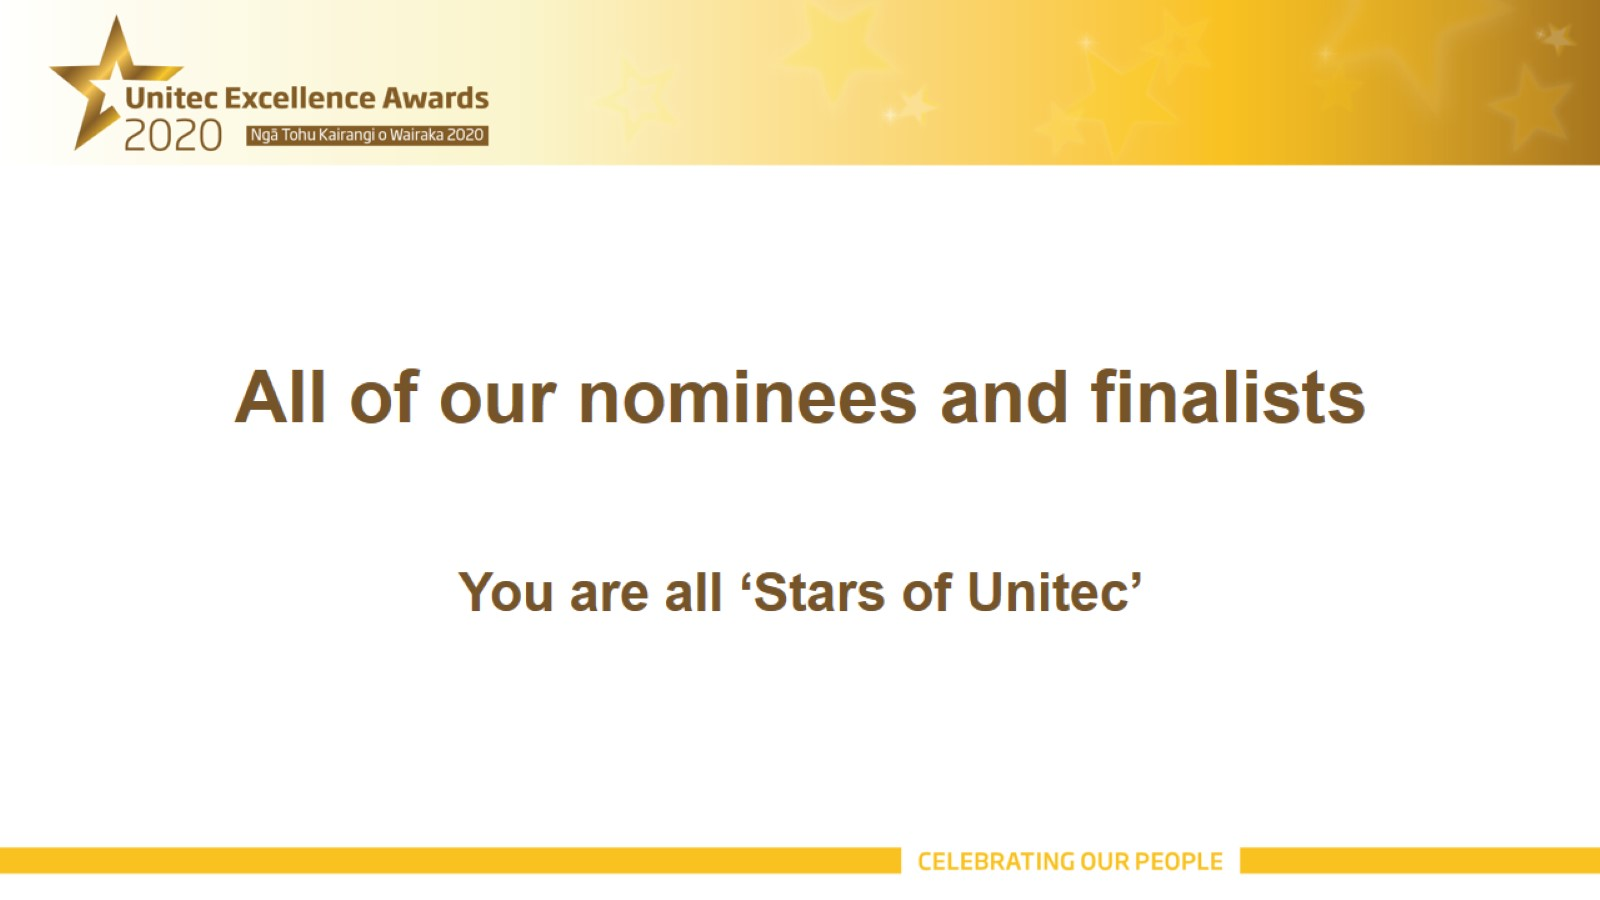 Unitec Excellence Awards
2020 Ngā Tohu Kairangi o Wairaka 2020
All of our nominees and finalists
You are all ‘Stars of Unitec’
CELEBRATING OUR PEOPLE